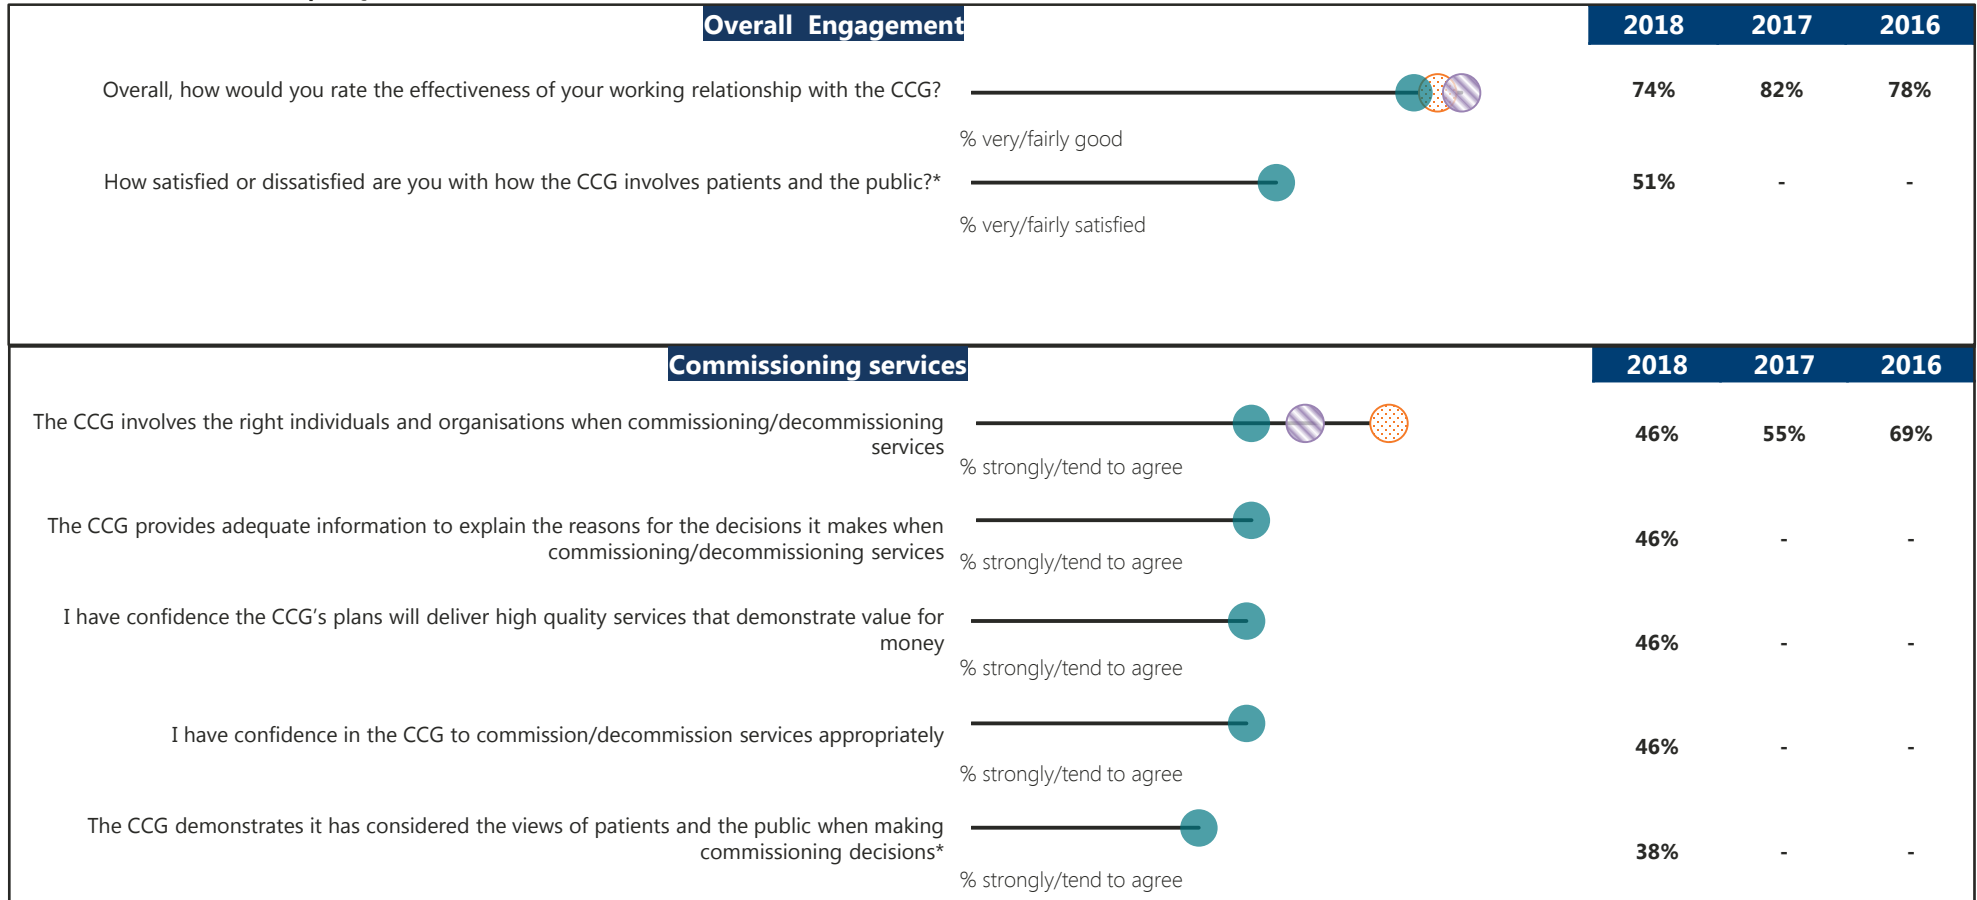 Overall Engagement 2018 2017 2016
Overall, how would you rate the effectiveness of your working relationship with the CCG? 74% 82% 78%
% very/fairly good
How satisfied or dissatisfied are you with how the CCG involves patients and the public?* 51% - -
% very/fairly satisfied
Commissioning services 2018 2017 2016
The CCG involves the right individuals and organisations when commissioning/decommissioning
services
46% 55% 69%
% strongly/tend to agree
The CCG provides adequate information to explain the reasons for the decisions it makes when
commissioning/decommissioning services
46% - -
% strongly/tend to agree
I have confidence the CCG’s plans will deliver high quality services that demonstrate value for
money
46% - -
% strongly/tend to agree
I have confidence in the CCG to commission/decommission services appropriately
46% - -
% strongly/tend to agree
The CCG demonstrates it has considered the views of patients and the public when making
commissioning decisions*
38% - -
% strongly/tend to agree